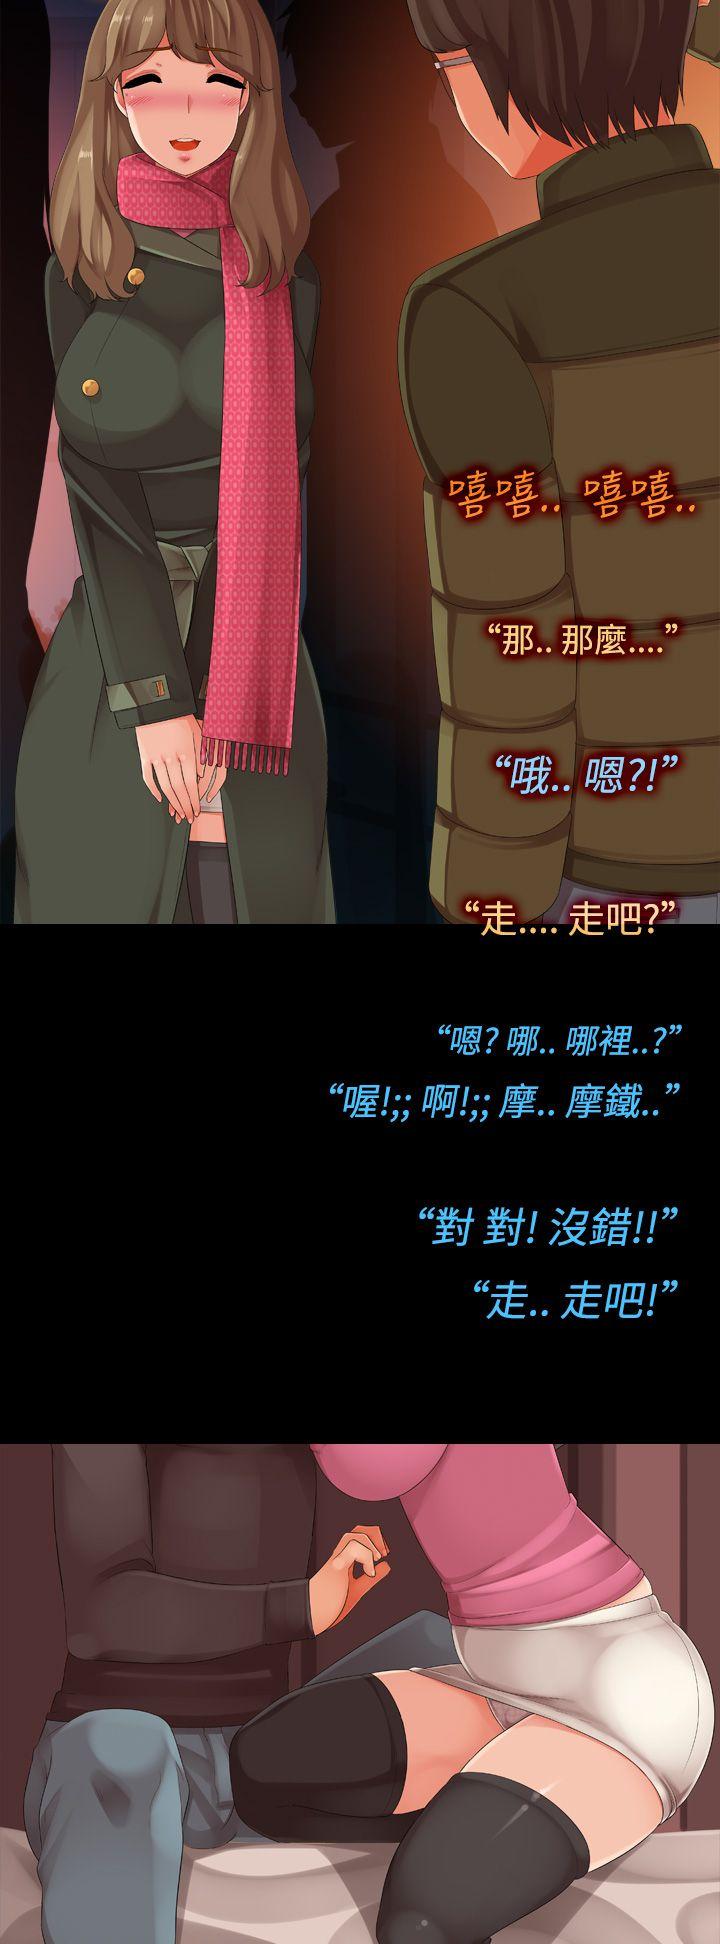 嘻嘻.. 嘻嘻..
“那.. 那麼....”
“哦.. 嗯?!”
“走.... 走吧?”
“嗯? 哪.. 哪裡..?”
“喔!;; 啊!;; 摩.. 摩鐵..”
“對 對! 沒錯!!”
“走.. 走吧!”